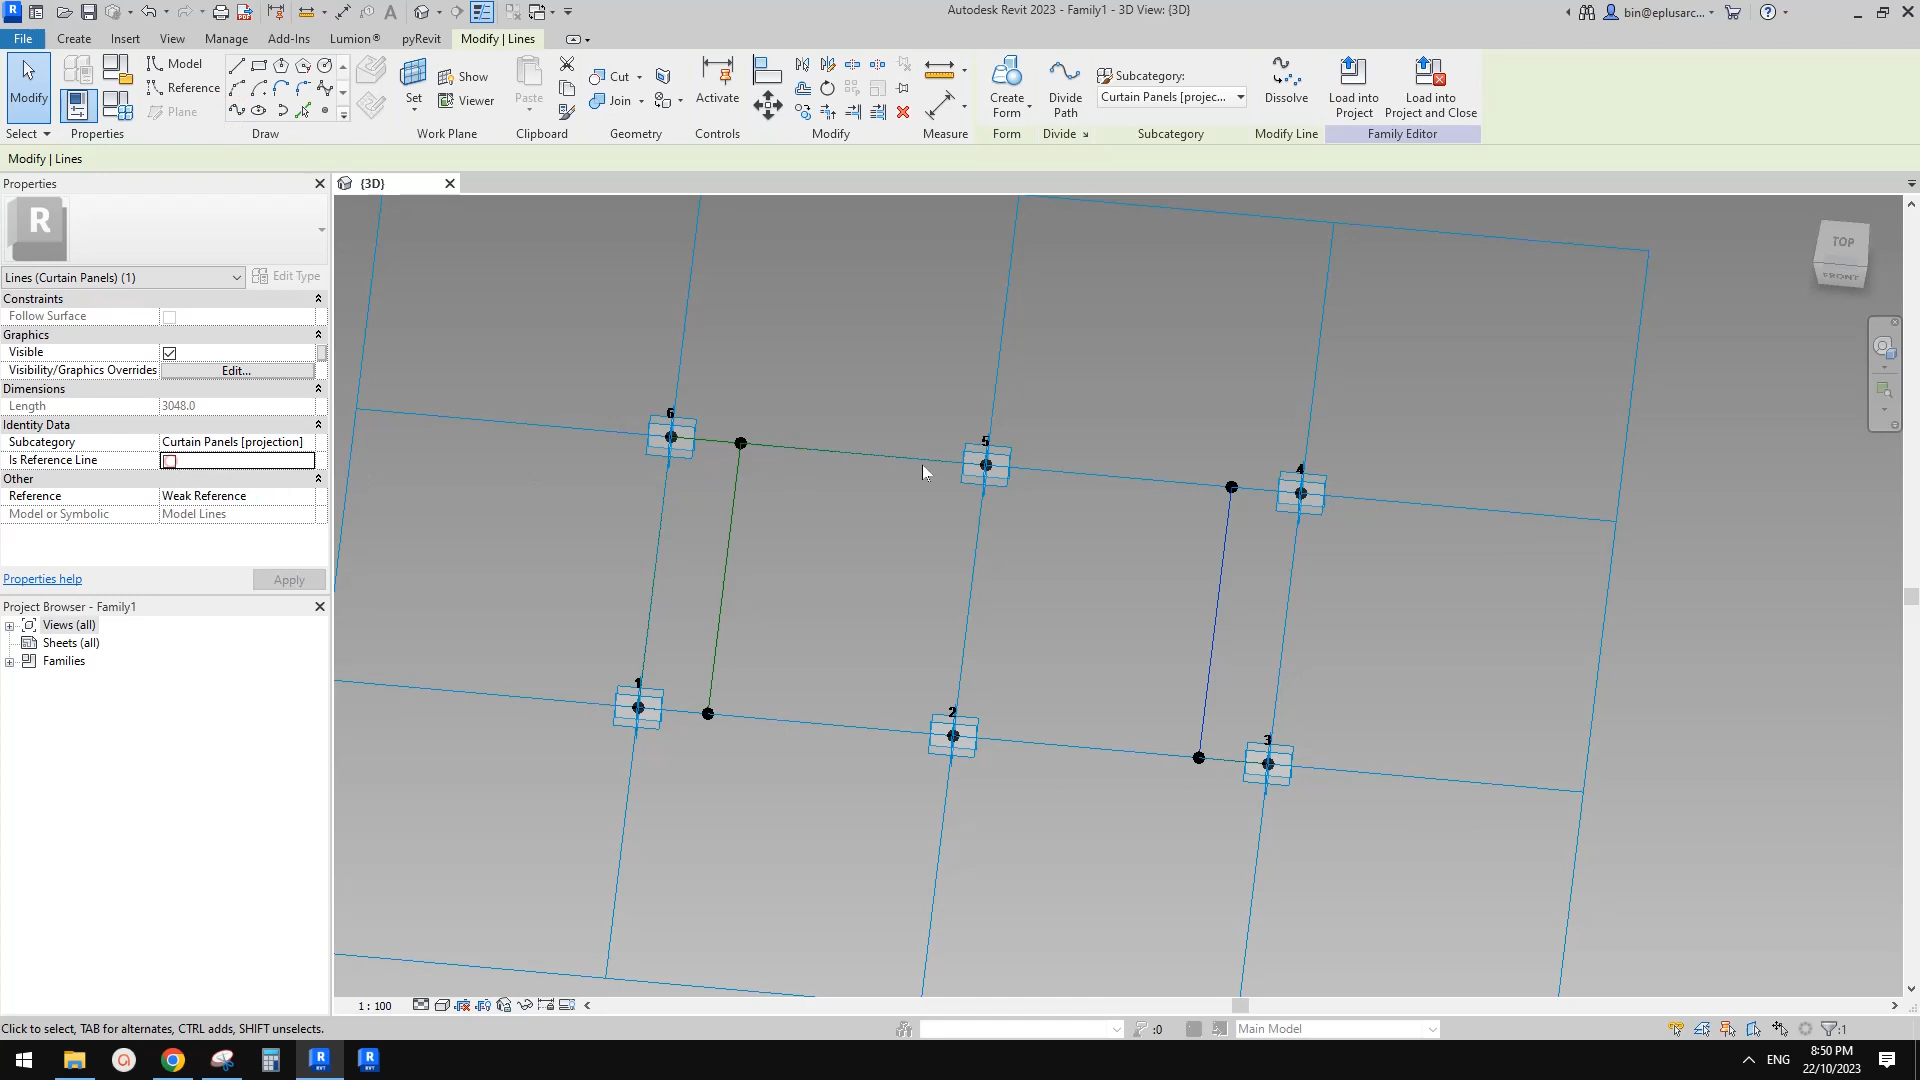 Autodesk Revit 2023 - Family1 - 3D View: {3D}
bin@eplusarc...
File
Create
Insert
View
Manage
Add-Ins
Lumion®
pyRevit
Modify | Lines
Modify
Model
Reference
Plane
Set
Show
Viewer
Paste
Cut
Join
Activate
Create
Form
Divide
Path
Subcategory:
Curtain Panels [projec...
Dissolve
Load into
Project
Load into
Project and Close
Select
Properties
Draw
Work Plane
Clipboard
Geometry
Controls
Modify
Measure
Form
Divide
Subcategory
Modify Line
Family Editor
Modify | Lines
Properties
{3D}
R
Lines (Curtain Panels) (1)
Edit Type
Constraints
Follow Surface
Graphics
Visible
Visibility/Graphics Overrides
Edit...
Dimensions
Length
3048.0
Identity Data
Subcategory
Curtain Panels [projection]
Is Reference Line
Other
Reference
Weak Reference
Model or Symbolic
Model Lines
Properties help
Apply
Project Browser - Family1
Views (all)
Sheets (all)
Families
TOP
FRONT
6
5
4
1
2
3
1 : 100
Click to select, TAB for alternates, CTRL adds, SHIFT unselects.
:0
Main Model
:1
ENG
8:50 PM
22/10/2023